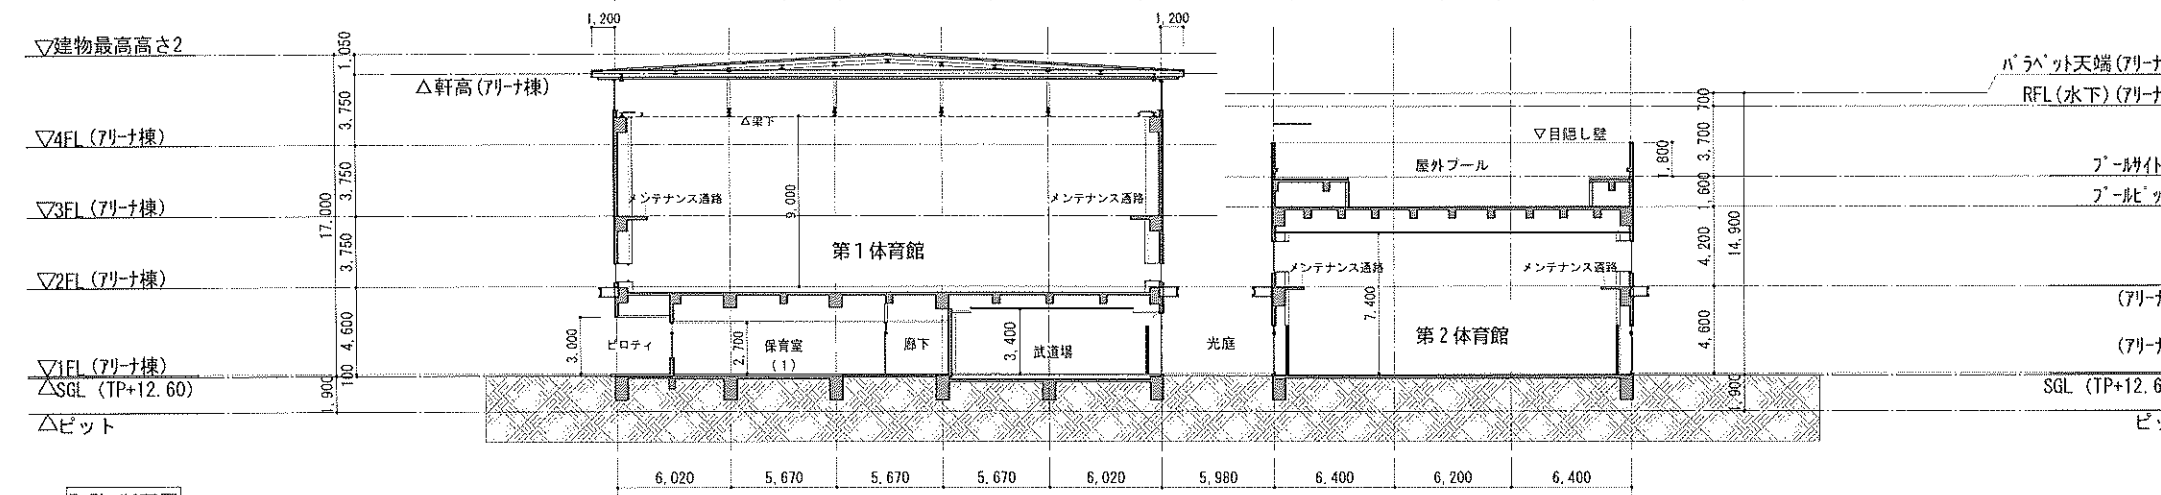 1,200
1,200
▽建物最高高さ2
1,050
△軒高(アリーナ棟)
パラペット天端(アリーナ
700
RFL(水下)(アリーナ
3,750
△梁下
▽目隠し壁
3,700
▽4FL(アリーナ棟)
1,800
屋外プール
プールサイト
3,750
メンテナンス通路
9,000
メンテナンス通路
1,600
プールピッ
▽3FL(アリーナ棟)
17,000
14,900
第1体育館
4,200
3,750
メンテナンス通路
メンテナンス通路
▽2FL(アリーナ棟)
7,400
(アリーナ
4,600
3,000
ピロティ
2,700
保育室
(1)
廊下
3,400
武道場
光庭
第2体育館
4,600
(アリーナ
▽1FL(アリーナ棟)
100
△SGL (TP+12.60)
SGL (TP+12.6
1,900
1,900
△ピット
ピッ
6,020
5,670
5,670
5,670
6,020
5,980
6,400
6,200
6,400